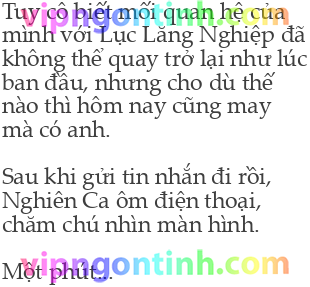 Tuy cô biết mối quan hệ của
vipngontinh.com
mình với Lục Lăng Nghiệp đã
không thể quay trở lại như lúc
ban đầu, nhưng cho dù thế
nào thì hôm nay cũng may
mà có anh.
Sau khi gửi tin nhắn đi rồi,
Nghiên Ca ôm điện thoại,
chăm chú nhìn màn hình.
vipngontinh.com
Một phút...